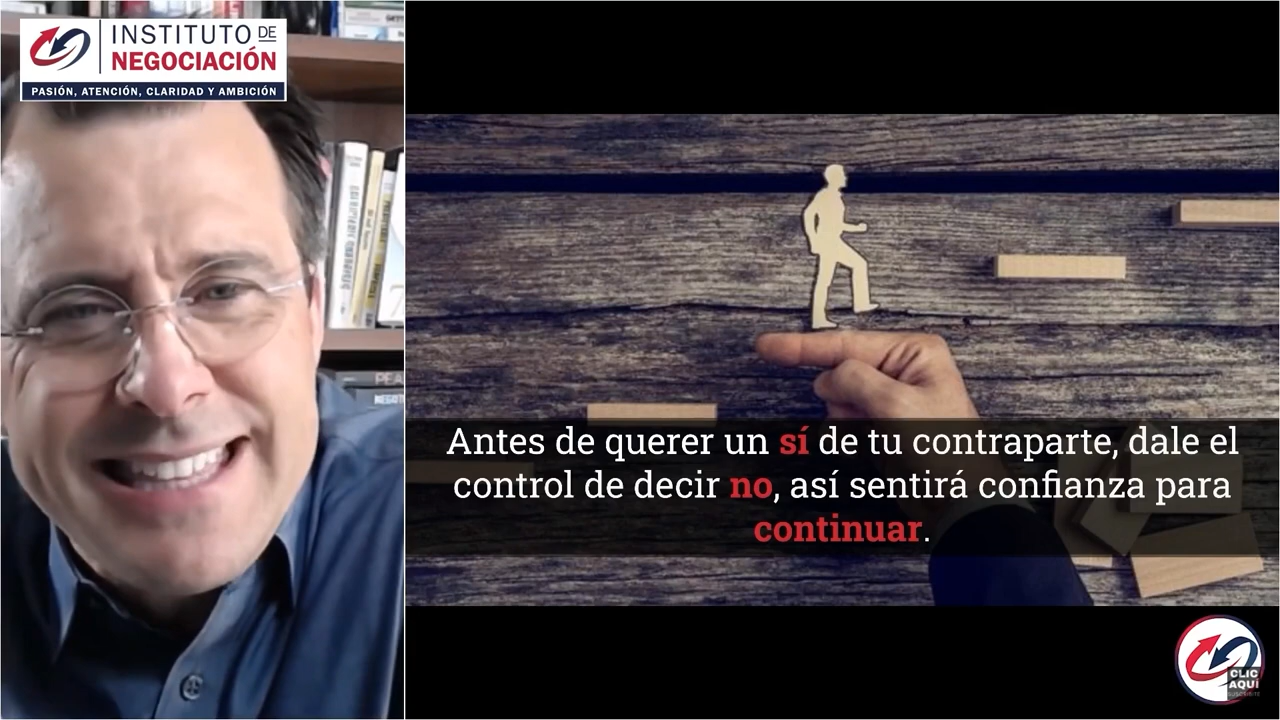 INSTITUTO DE
NEGOCIACIÓN
PASIÓN, ATENCIÓN, CLARIDAD Y AMBICIÓN
Antes de querer un sí de tu contraparte, dale el
control de decir no, así sentirá confianza para
continuar.
CLIC
AQUÍ